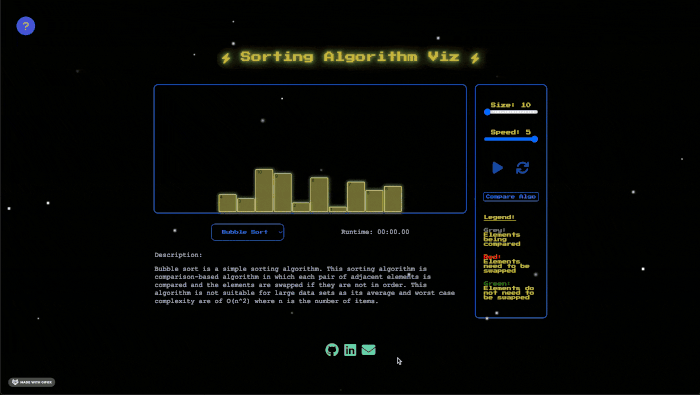 ?
⚡ Sorting Algorithm Viz ⚡
Size: 10
Speed: 5
Compare Algo
Legend:
Grey:
Elements
being
compared
Red:
Elements
need to be
swapped
Green:
Elements do
not need to
be swapped
Bubble Sort
Runtime: 00:00.00
Description:
Bubble sort is a simple sorting algorithm. This sorting algorithm is
comparison-based algorithm in which each pair of adjacent elements is
compared and the elements are swapped if they are not in order. This
algorithm is not suitable for large data sets as its average and worst case
complexity are of O(n^2) where n is the number of items.
in
MADE WITH GIFOX